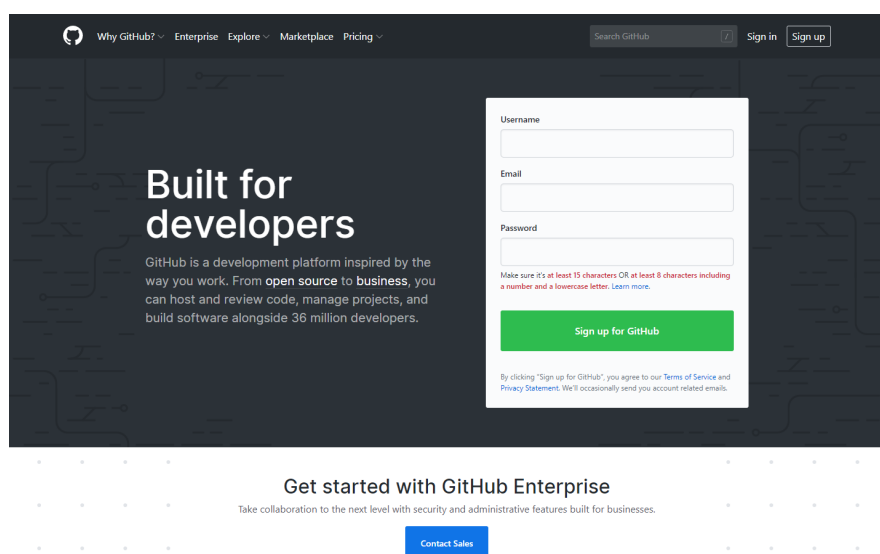 Why GitHub? Enterprise Explore Marketplace Pricing Search GitHub / Sign in Sign up
Built for
developers
GitHub is a development platform inspired by the
way you work. From open source to business, you
can host and review code, manage projects, and
build software alongside 36 million developers.
Username
Email
Password
Make sure it's at least 15 characters OR at least 8 characters including
a number and a lowercase letter. Learn more.
Sign up for GitHub
By clicking "Sign up for GitHub", you agree to our Terms of Service and
Privacy Statement. We'll occasionally send you account related emails.
Get started with GitHub Enterprise
Take collaboration to the next level with security and administrative features built for businesses.
Contact Sales